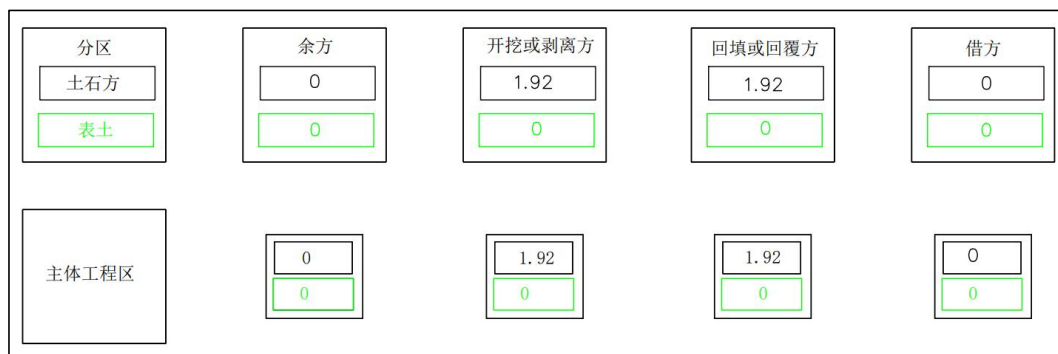 分区 余方 开挖或剥离方 回填或回覆方 借方
土石方 0 1.92 1.92 0
表土 0 0 0 0
主体工程区
0 1.92 1.92 0
0 0 0 0